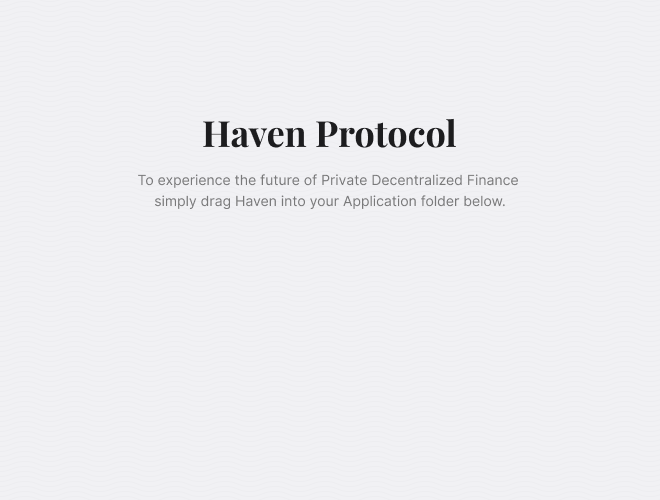 Haven Protocol
To experience the future of Private Decentralized Finance
simply drag Haven into your Application folder below.